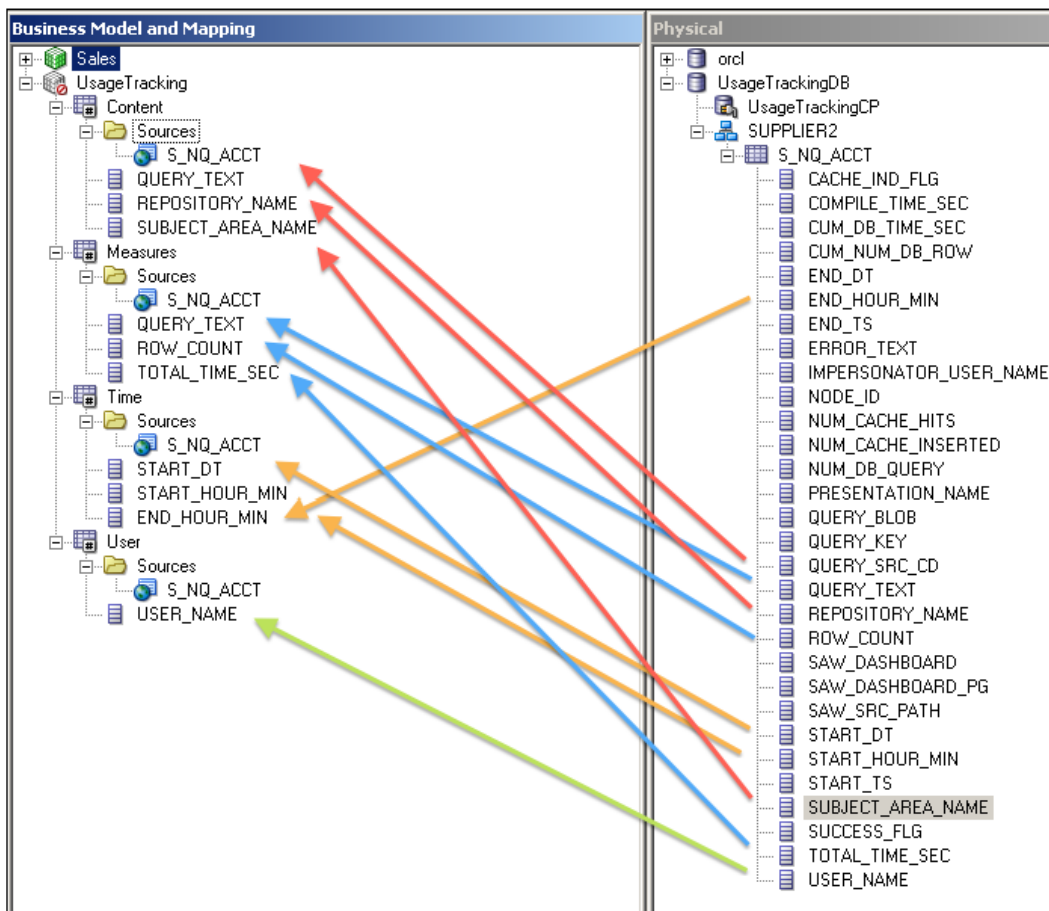 Business Model and Mapping
Sales
UsageTracking
Content
Sources
S_NQ_ACCT
QUERY_TEXT
REPOSITORY_NAME
SUBJECT_AREA_NAME
Measures
Sources
S_NQ_ACCT
QUERY_TEXT
ROW_COUNT
TOTAL_TIME_SEC
Time
Sources
S_NQ_ACCT
START_DT
START_HOUR_MIN
END_HOUR_MIN
User
Sources
S_NQ_ACCT
USER_NAME
Physical
orcl
UsageTrackingDB
UsageTrackingCP
SUPPLIER2
S_NQ_ACCT
CACHE_IND_FLG
COMPILE_TIME_SEC
CUM_DB_TIME_SEC
CUM_NUM_DB_ROW
END_DT
END_HOUR_MIN
END_TS
ERROR_TEXT
IMPERSONATOR_USER_NAME
NODE_ID
NUM_CACHE_HITS
NUM_CACHE_INSERTED
NUM_DB_QUERY
PRESENTATION_NAME
QUERY_BLOB
QUERY_KEY
QUERY_SRC_CD
QUERY_TEXT
REPOSITORY_NAME
ROW_COUNT
SAW_DASHBOARD
SAW_DASHBOARD_PG
SAW_SRC_PATH
START_DT
START_HOUR_MIN
START_TS
SUBJECT_AREA_NAME
SUCCESS_FLG
TOTAL_TIME_SEC
USER_NAME